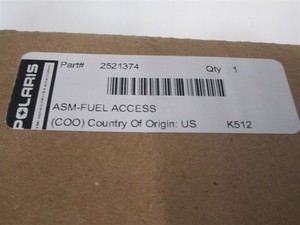 POLARIS
Part# 2521374 Qty 1
ASM-FUEL ACCESS
(COO) Country Of Origin: US K512